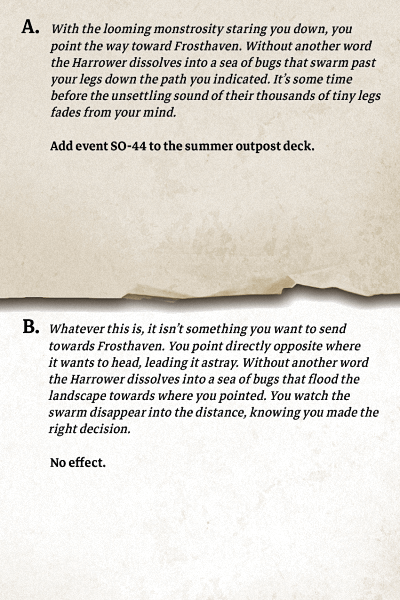 A. With the looming monstrosity staring you down, you
point the way toward Frosthaven. Without another word
the Harrower dissolves into a sea of bugs that swarm past
your legs down the path you indicated. It's some time
before the unsettling sound of their thousands of tiny legs
fades from your mind.
Add event SO-44 to the summer outpost deck.
B. Whatever this is, it isn't something you want to send
towards Frosthaven. You point directly opposite where
it wants to head, leading it astray. Without another word
the Harrower dissolves into a sea of bugs that flood the
landscape towards where you pointed. You watch the
swarm disappear into the distance, knowing you made the
right decision.
No effect.